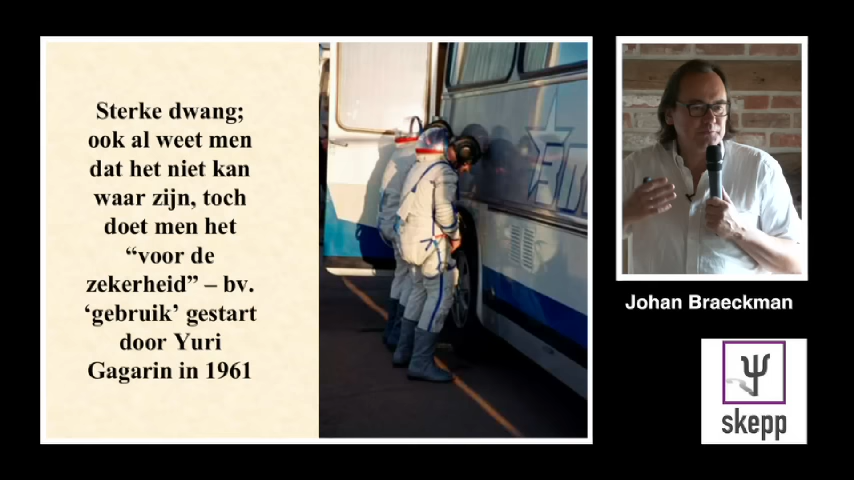 Sterke dwang;
ook al weet men
dat het niet kan
waar zijn, toch
doet men het
“voor de
zekerheid” – bv.
‘gebruik’ gestart
door Yuri
Gagarin in 1961
Johan Braeckman
skepp